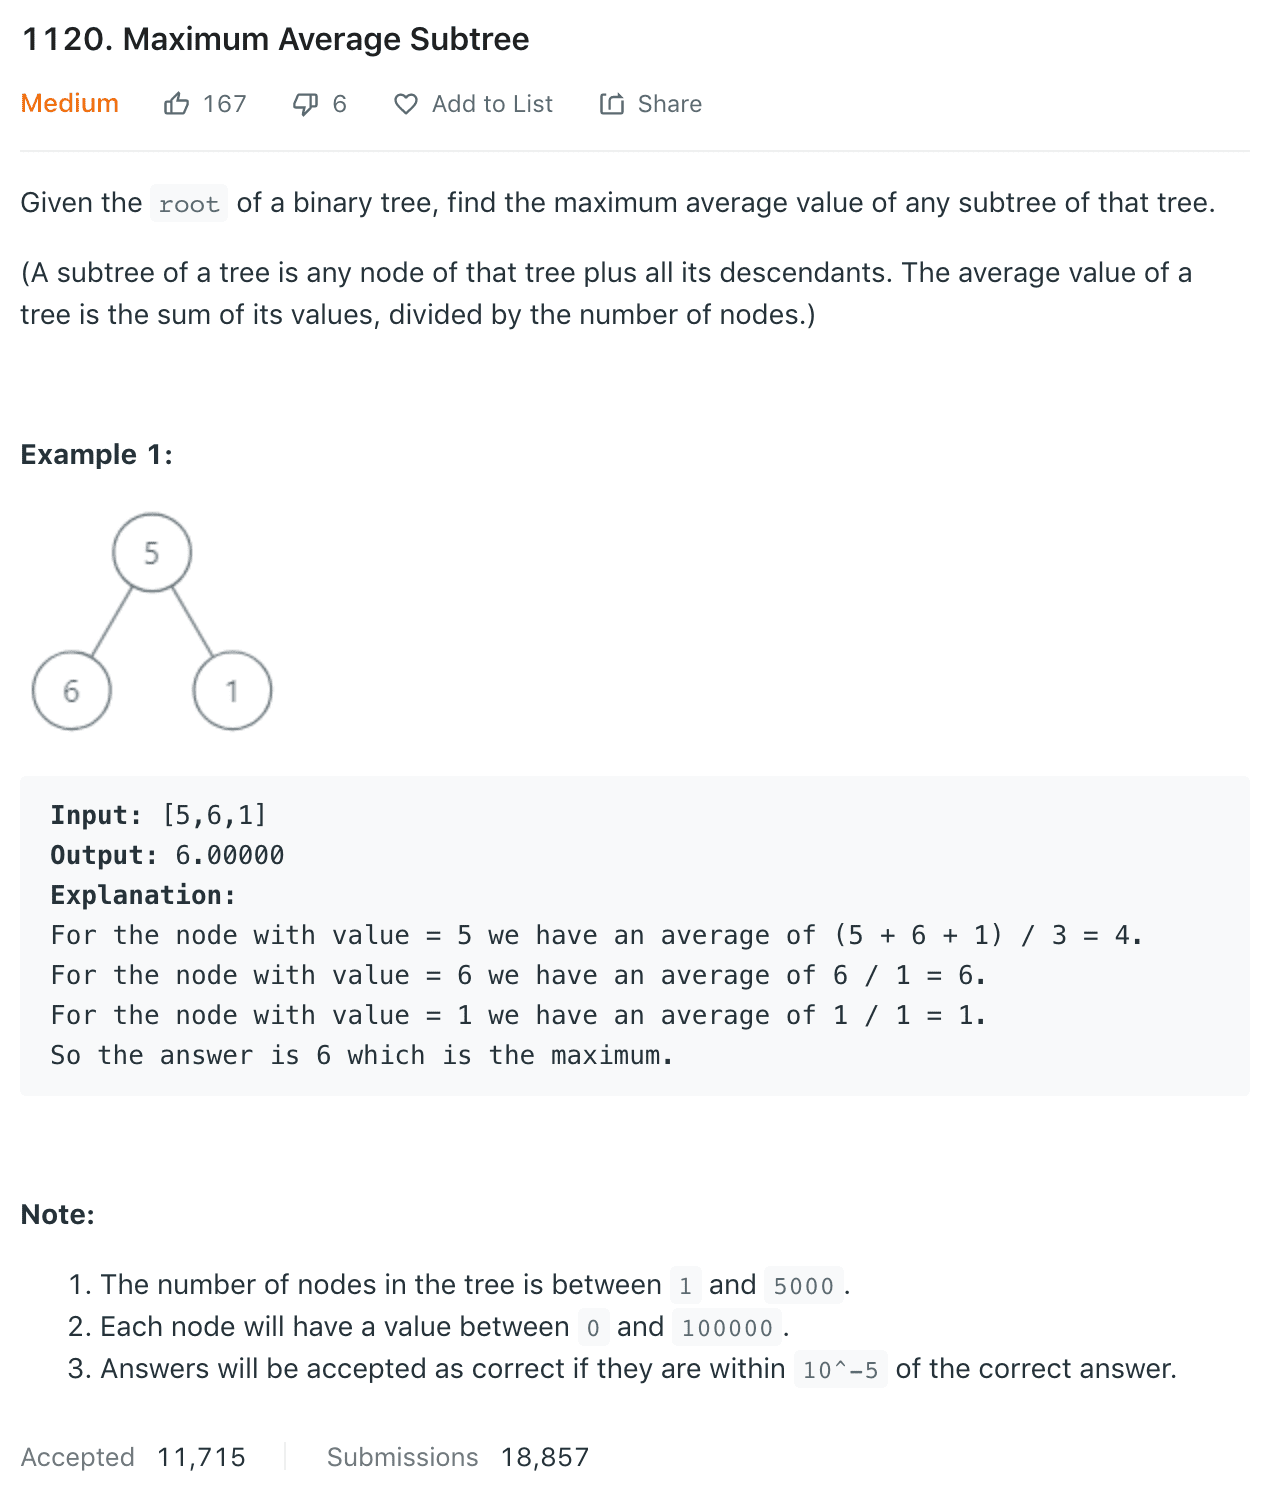 1120. Maximum Average Subtree
Medium 167 6 Add to List Share
Given the root of a binary tree, find the maximum average value of any subtree of that tree.
(A subtree of a tree is any node of that tree plus all its descendants. The average value of a
tree is the sum of its values, divided by the number of nodes.)
Example 1:
5
6 1
Input: [5,6,1]
Output: 6.00000
Explanation:
For the node with value = 5 we have an average of (5 + 6 + 1) / 3 = 4.
For the node with value = 6 we have an average of 6 / 1 = 6.
For the node with value = 1 we have an average of 1 / 1 = 1.
So the answer is 6 which is the maximum.
Note:
1. The number of nodes in the tree is between 1 and 5000.
2. Each node will have a value between 0 and 100000.
3. Answers will be accepted as correct if they are within 10^-5 of the correct answer.
Accepted 11,715 Submissions 18,857